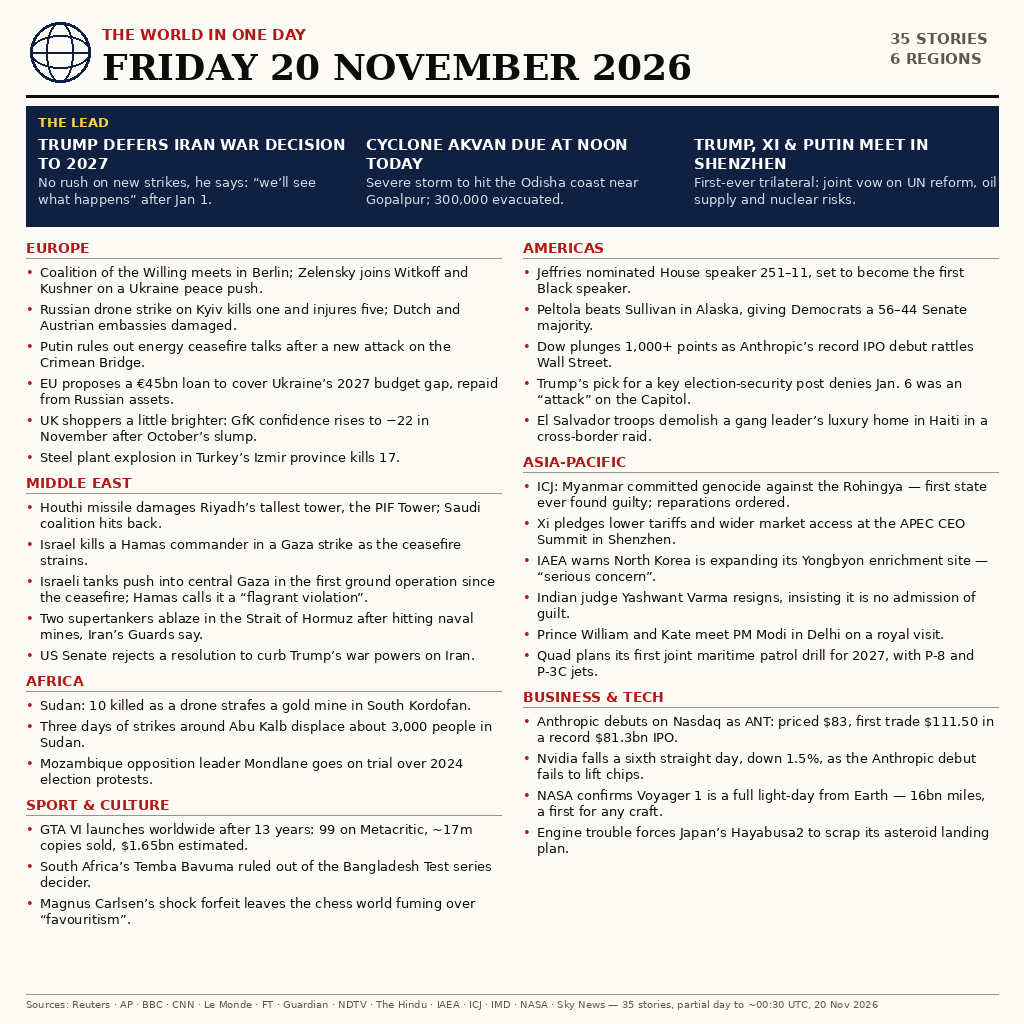 THE WORLD IN ONE DAY
FRIDAY 20 NOVEMBER 2026
35 STORIES
6 REGIONS
THE LEAD
TRUMP DEFERS IRAN WAR DECISION
TO 2027
No rush on new strikes, he says: “we’ll see
what happens” after Jan 1.
CYCLONE AKVAN DUE AT NOON
TODAY
Severe storm to hit the Odisha coast near
Gopalpur; 300,000 evacuated.
TRUMP, XI & PUTIN MEET IN
SHENZHEN
First-ever trilateral: joint vow on UN reform, oil
supply and nuclear risks.
EUROPE
• Coalition of the Willing meets in Berlin; Zelensky joins Witkoff and
Kushner on a Ukraine peace push.
• Russian drone strike on Kyiv kills one and injures five; Dutch and
Austrian embassies damaged.
• Putin rules out energy ceasefire talks after a new attack on the
Crimean Bridge.
• EU proposes a €45bn loan to cover Ukraine’s 2027 budget gap, repaid
from Russian assets.
• UK shoppers a little brighter: GfK confidence rises to −22 in
November after October’s slump.
• Steel plant explosion in Turkey’s Izmir province kills 17.
MIDDLE EAST
• Houthi missile damages Riyadh’s tallest tower, the PIF Tower; Saudi
coalition hits back.
• Israel kills a Hamas commander in a Gaza strike as the ceasefire
strains.
• Israeli tanks push into central Gaza in the first ground operation since
the ceasefire; Hamas calls it a “flagrant violation”.
• Two supertankers ablaze in the Strait of Hormuz after hitting naval
mines, Iran’s Guards say.
• US Senate rejects a resolution to curb Trump’s war powers on Iran.
AFRICA
• Sudan: 10 killed as a drone strafes a gold mine in South Kordofan.
• Three days of strikes around Abu Kalb displace about 3,000 people in
Sudan.
• Mozambique opposition leader Mondlane goes on trial over 2024
election protests.
SPORT & CULTURE
• GTA VI launches worldwide after 13 years: 99 on Metacritic, ~17m
copies sold, $1.65bn estimated.
• South Africa’s Temba Bavuma ruled out of the Bangladesh Test series
decider.
• Magnus Carlsen’s shock forfeit leaves the chess world fuming over
“favouritism”.
AMERICAS
• Jeffries nominated House speaker 251–11, set to become the first
Black speaker.
• Peltola beats Sullivan in Alaska, giving Democrats a 56–44 Senate
majority.
• Dow plunges 1,000+ points as Anthropic’s record IPO debut rattles
Wall Street.
• Trump’s pick for a key election-security post denies Jan. 6 was an
“attack” on the Capitol.
• El Salvador troops demolish a gang leader’s luxury home in Haiti in a
cross-border raid.
ASIA-PACIFIC
• ICJ: Myanmar committed genocide against the Rohingya — first state
ever found guilty; reparations ordered.
• Xi pledges lower tariffs and wider market access at the APEC CEO
Summit in Shenzhen.
• IAEA warns North Korea is expanding its Yongbyon enrichment site —
“serious concern”.
• Indian judge Yashwant Varma resigns, insisting it is no admission of
guilt.
• Prince William and Kate meet PM Modi in Delhi on a royal visit.
• Quad plans its first joint maritime patrol drill for 2027, with P-8 and
P-3C jets.
BUSINESS & TECH
• Anthropic debuts on Nasdaq as ANT: priced $83, first trade $111.50 in
a record $81.3bn IPO.
• Nvidia falls a sixth straight day, down 1.5%, as the Anthropic debut
fails to lift chips.
• NASA confirms Voyager 1 is a full light-day from Earth — 16bn miles,
a first for any craft.
• Engine trouble forces Japan’s Hayabusa2 to scrap its asteroid landing
plan.
Sources: Reuters · AP · BBC · CNN · Le Monde · FT · Guardian · NDTV · The Hindu · IAEA · ICJ · IMD · NASA · Sky News — 35 stories, partial day to ~00:30 UTC, 20 Nov 2026